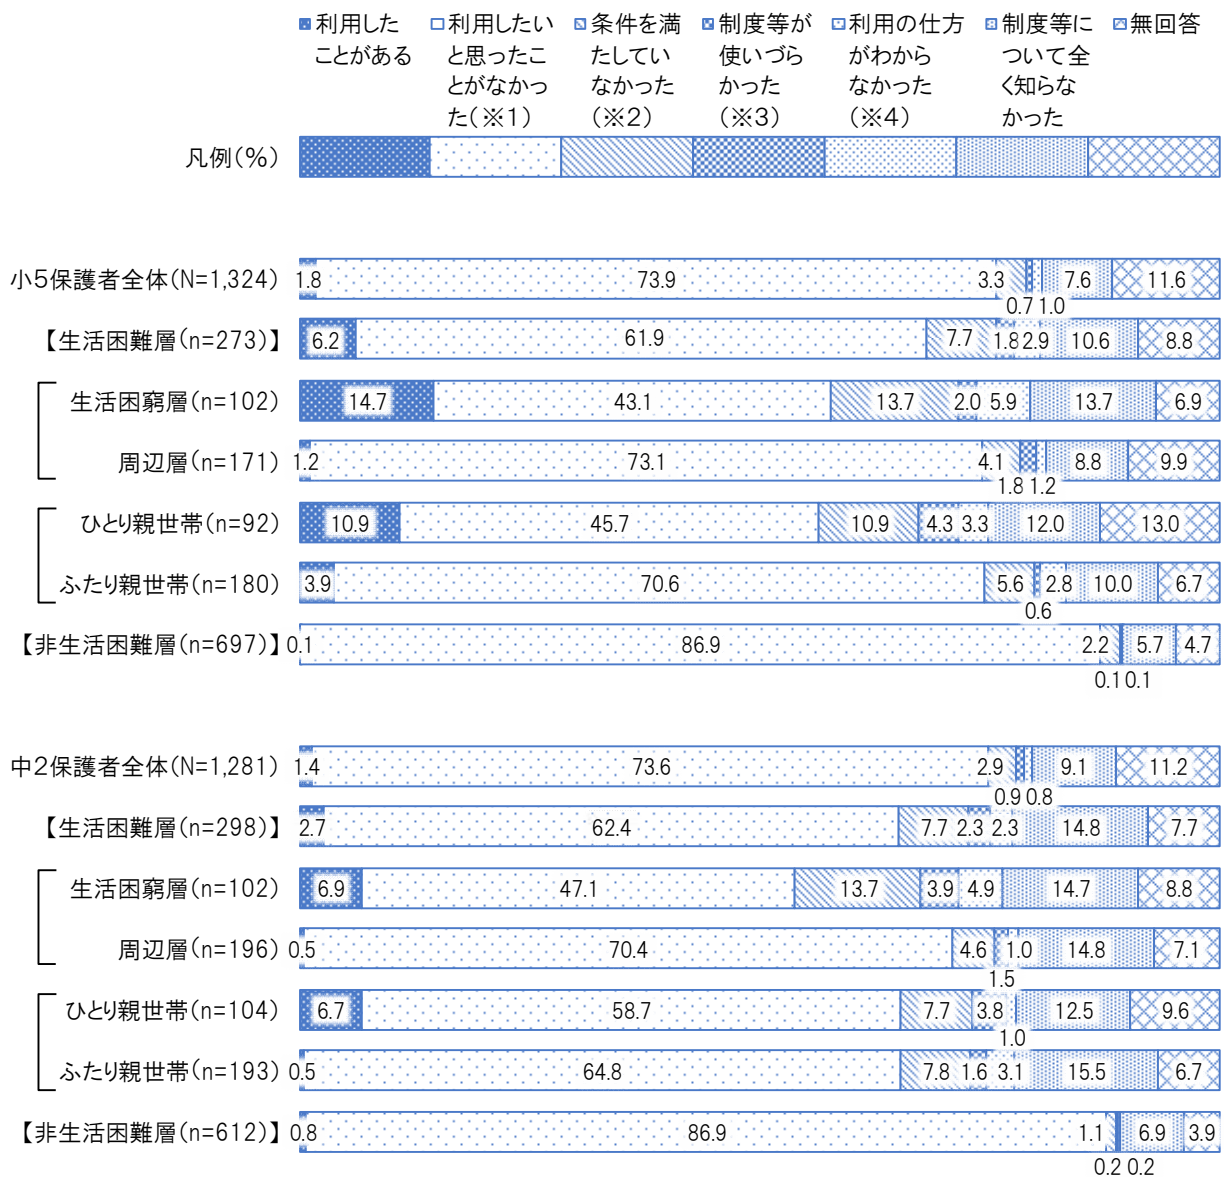 利用したことがある
利用したいと思ったことがなかった(※1)
条件を満たしていなかった(※2)
制度等が使いづらかった(※3)
利用の仕方がわからなかった(※4)
制度等について全く知らなかった
無回答
凡例(%)
小5保護者全体(N=1,324) 1.8 73.9 3.3 0.7 1.0 7.6 11.6
【生活困難層(n=273)】 6.2 61.9 7.7 1.8 2.9 10.6 8.8
生活困窮層(n=102) 14.7 43.1 13.7 2.0 5.9 13.7 6.9
周辺層(n=171) 1.2 73.1 4.1 1.8 1.2 8.8 9.9
ひとり親世帯(n=92) 10.9 45.7 10.9 4.3 3.3 12.0 13.0
ふたり親世帯(n=180) 3.9 70.6 5.6 0.6 2.8 10.0 6.7
【非生活困難層(n=697)】 0.1 86.9 2.2 0.1 0.1 5.7 4.7
中2保護者全体(N=1,281) 1.4 73.6 2.9 0.9 0.8 9.1 11.2
【生活困難層(n=298)】 2.7 62.4 7.7 2.3 2.3 14.8 7.7
生活困窮層(n=102) 6.9 47.1 13.7 3.9 4.9 14.7 8.8
周辺層(n=196) 0.5 70.4 4.6 1.5 1.0 14.8 7.1
ひとり親世帯(n=104) 6.7 58.7 7.7 3.8 1.0 12.5 9.6
ふたり親世帯(n=193) 0.5 64.8 7.8 1.6 3.1 15.5 6.7
【非生活困難層(n=612)】 0.8 86.9 1.1 0.2 0.2 6.9 3.9